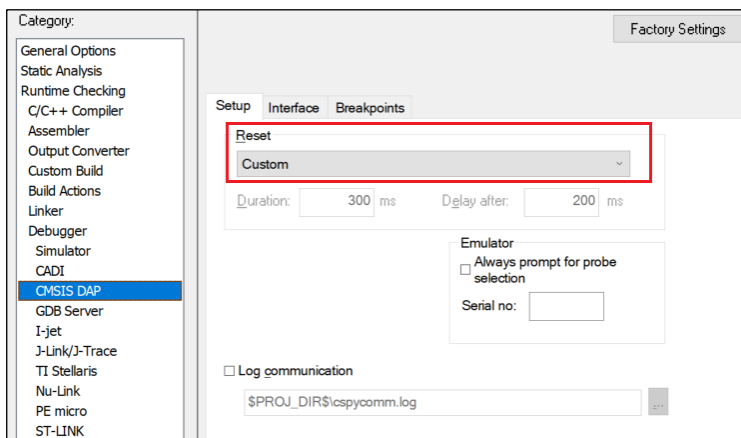 Category:
Factory Settings
General Options
Static Analysis
Runtime Checking
C/C++ Compiler
Assembler
Output Converter
Custom Build
Build Actions
Linker
Debugger
Simulator
CADI
CMSIS DAP
GDB Server
I-jet
J-Link/J-Trace
TI Stellaris
Nu-Link
PE micro
ST-LINK
Setup Interface Breakpoints
Reset
Custom
Duration: 300 ms Delay after: 200 ms
Emulator
Always prompt for probe
selection
Serial no:
Log communication
$PROJ_DIR$\cspycomm.log
...